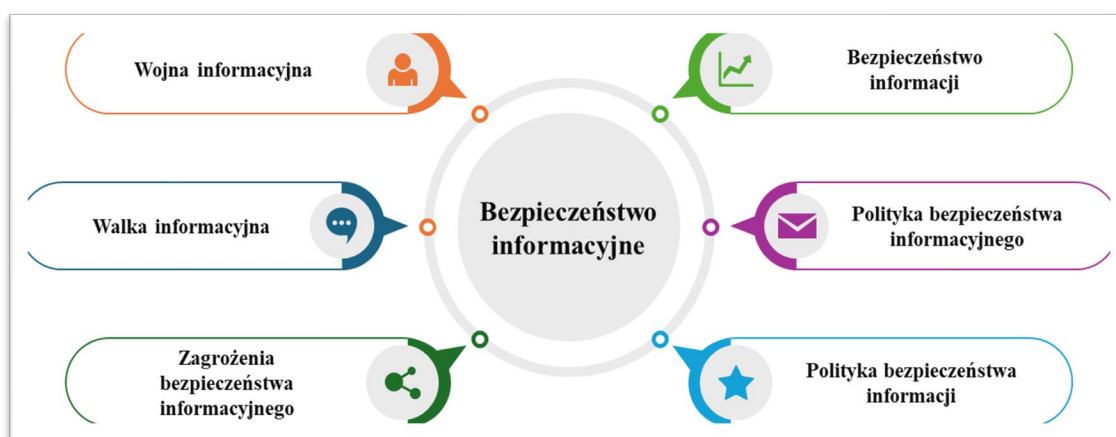 Wojna informacyjna
Bezpieczeństwo
informacji
Walka informacyjna
Bezpieczeństwo
informacyjne
Polityka bezpieczeństwa
informacyjnego
Zagrożenia
bezpieczeństwa
informacyjnego
Polityka bezpieczeństwa
informacji